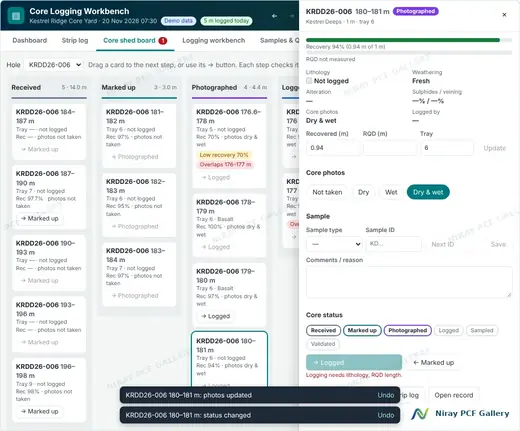 Core Logging Workbench
Kestrel Ridge Core Yard · 20 Nov 2026 07:30
Demo data
5 m logged today
Dashboard
Strip log
Core shed board
1
Logging workbench
Samples & Q
Hole
KRDD26-006
Drag a card to the next step, or use its → button. Each step checks i
Received
5 · 14.0 m
KRDD26-006 184–
187 m
Tray — · not logged
Rec — · photos not
taken
→ Marked up
KRDD26-006 187–
190 m
Tray 7 · not logged
Rec 97.7% · photos not
taken
→ Marked up
KRDD26-006 190–
193 m
Tray — · not logged
Rec — · photos not
taken
→ Marked up
KRDD26-006 193–
196 m
Tray — · not logged
Rec — · photos not
taken
→ Marked up
KRDD26-006 196–
198 m
Tray 9 · not logged
Rec 98% · photos not
taken
→ Marked up
Marked up
3 · 3.0 m
KRDD26-006 181–
182 m
Tray 6 · not logged
Rec 97% · photos not
taken
→ Photographed
KRDD26-006 182–
183 m
Tray 6 · not logged
Rec 95% · photos not
taken
→ Photographed
KRDD26-006 183–
184 m
Tray 7 · not logged
Rec 97% · photos not
taken
→ Photographed
Photographed
4 · 4.4 m
KRDD26-006 176.6–
178 m
Tray 5 · not logged
Rec 70% · photos dry &
wet
Low recovery 70%
Overlaps 176–177 m
→ Logged
KRDD26-006 178–
179 m
Tray 6 · Basalt
Rec 100% · photos dry &
wet
→ Logged
KRDD26-006 179–
180 m
Tray 6 · Basalt
Rec 97% · photos dry &
wet
→ Logged
KRDD26-006 180–
181 m
Tray 6 · not logged
Rec 94% · photos dry &
wet
Logge
KRDD26-006 180–181 m
Photographed
×
Kestrel Deeps · 1 m · tray 6
Recovery 94% (0.94 m of 1 m)
RQD not measured
Lithology
Weathering
Not logged
Fresh
Alteration
Sulphides / veining
—
—% / —%
Core photos
Logged by
Dry & wet
—
Recovered (m)
RQD (m)
Tray
0.94
6
Update
Core photos
Not taken
Dry
Wet
Dry & wet
Sample
Sample type
Sample ID
—
KD...
Next ID
Save
Comments / reason
Core status
Received
Marked up
Photographed
Logged
Sampled
Validated
→ Logged
← Marked up
Logging needs lithology, RQD length.
rip log
Open record
KRDD26-006 180–181 m: photos updated
Undo
KRDD26-006 180–181 m: status changed
Undo
Niray PCF Gallery
NIRAY PCF GALLERY